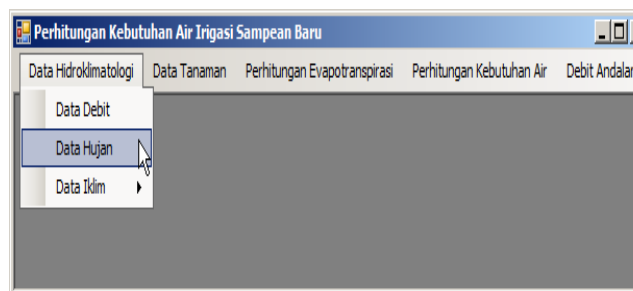 Perhitungan Kebutuhan Air Irigasi Sampean Baru
Data Hidroklimatologi Data Tanaman Perhitungan Evapotranspirasi Perhitungan Kebutuhan Air Debit Andalan
Data Debit
Data Hujan
Data Iklim